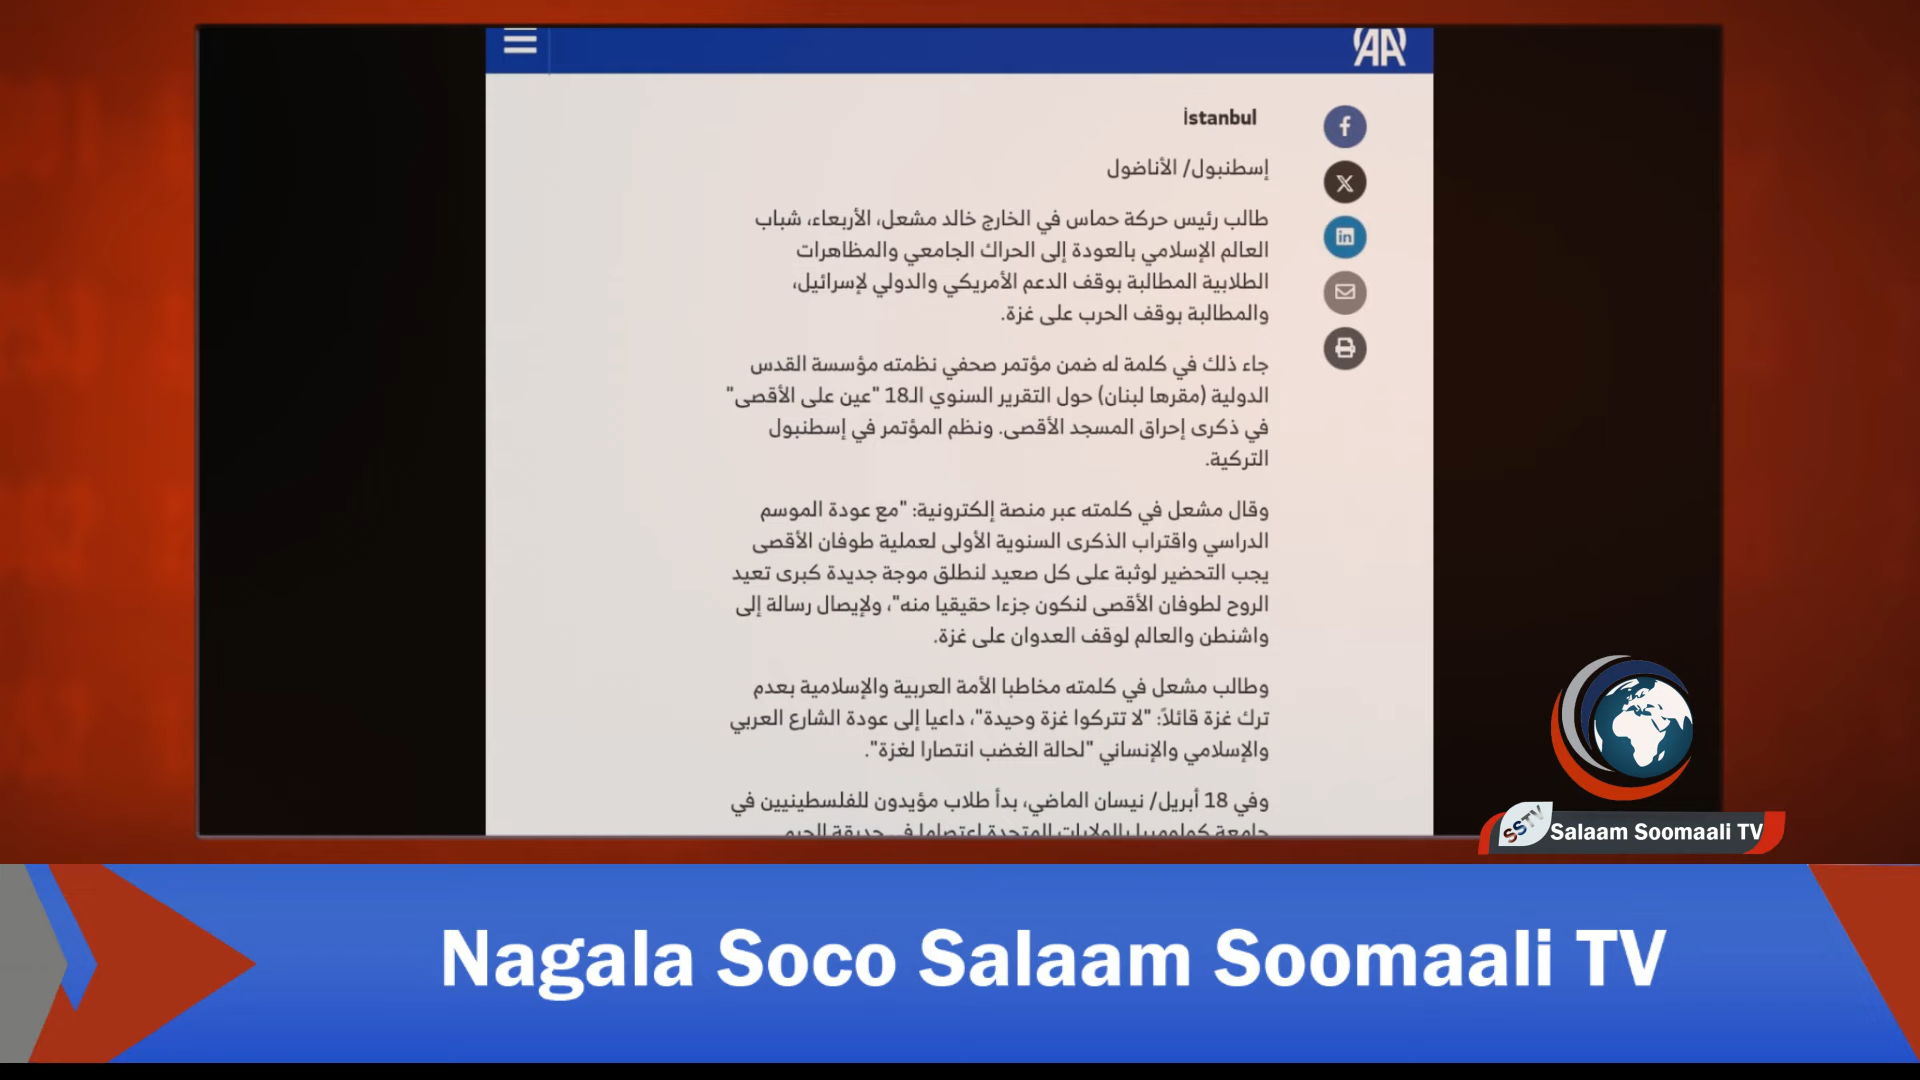 AA
İstanbul
إسطنبول/ الأناضول
طالب رئيس حركة حماس في الخارج خالد مشعل، الأربعاء، شباب
العالم الإسلامي بالعودة إلى الحراك الجامعي والمظاهرات
الطلابية المطالبة بوقف الدعم الأمريكي والدولي لإسرائيل،
والمطالبة بوقف الحرب على غزة.
جاء ذلك في كلمة له ضمن مؤتمر صحفي نظمته مؤسسة القدس
الدولية (مقرها لبنان) حول التقرير السنوي الـ18 "عين على الأقصى"
في ذكرى إحراق المسجد الأقصى. ونظم المؤتمر في إسطنبول
التركية.
وقال مشعل في كلمته عبر منصة إلكترونية: "مع عودة الموسم
الدراسي واقتراب الذكرى السنوية الأولى لعملية طوفان الأقصى
يجب التحضير لوثبة على كل صعيد لنطلق موجة جديدة كبرى تعيد
الروح لطوفان الأقصى لنكون جزءا حقيقيا منه"، ولإيصال رسالة إلى
واشنطن والعالم لوقف العدوان على غزة.
وطالب مشعل في كلمته مخاطبا الأمة العربية والإسلامية بعدم
ترك غزة قائلاً: "لا تتركوا غزة وحيدة"، داعيا إلى عودة الشارع العربي
والإسلامي والإنساني "لحالة الغضب انتصارا لغزة".
وفي 18 أبريل/ نيسان الماضي، بدأ طلاب مؤيدون للفلسطينيين في
جامعة كولومبيا بالولايات المتحدة اعتصاما في حديقة الحرم
SSTV
Salaam Soomaali TV
Nagala Soco Salaam Soomaali TV